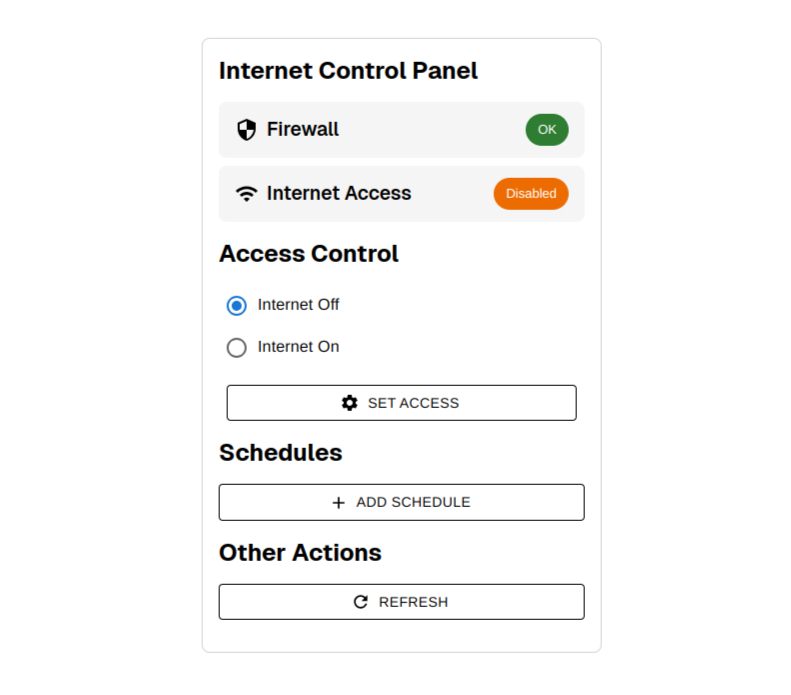 Internet Control Panel
Firewall OK
Internet Access Disabled
Access Control
Internet Off
Internet On
SET ACCESS
Schedules
ADD SCHEDULE
Other Actions
REFRESH